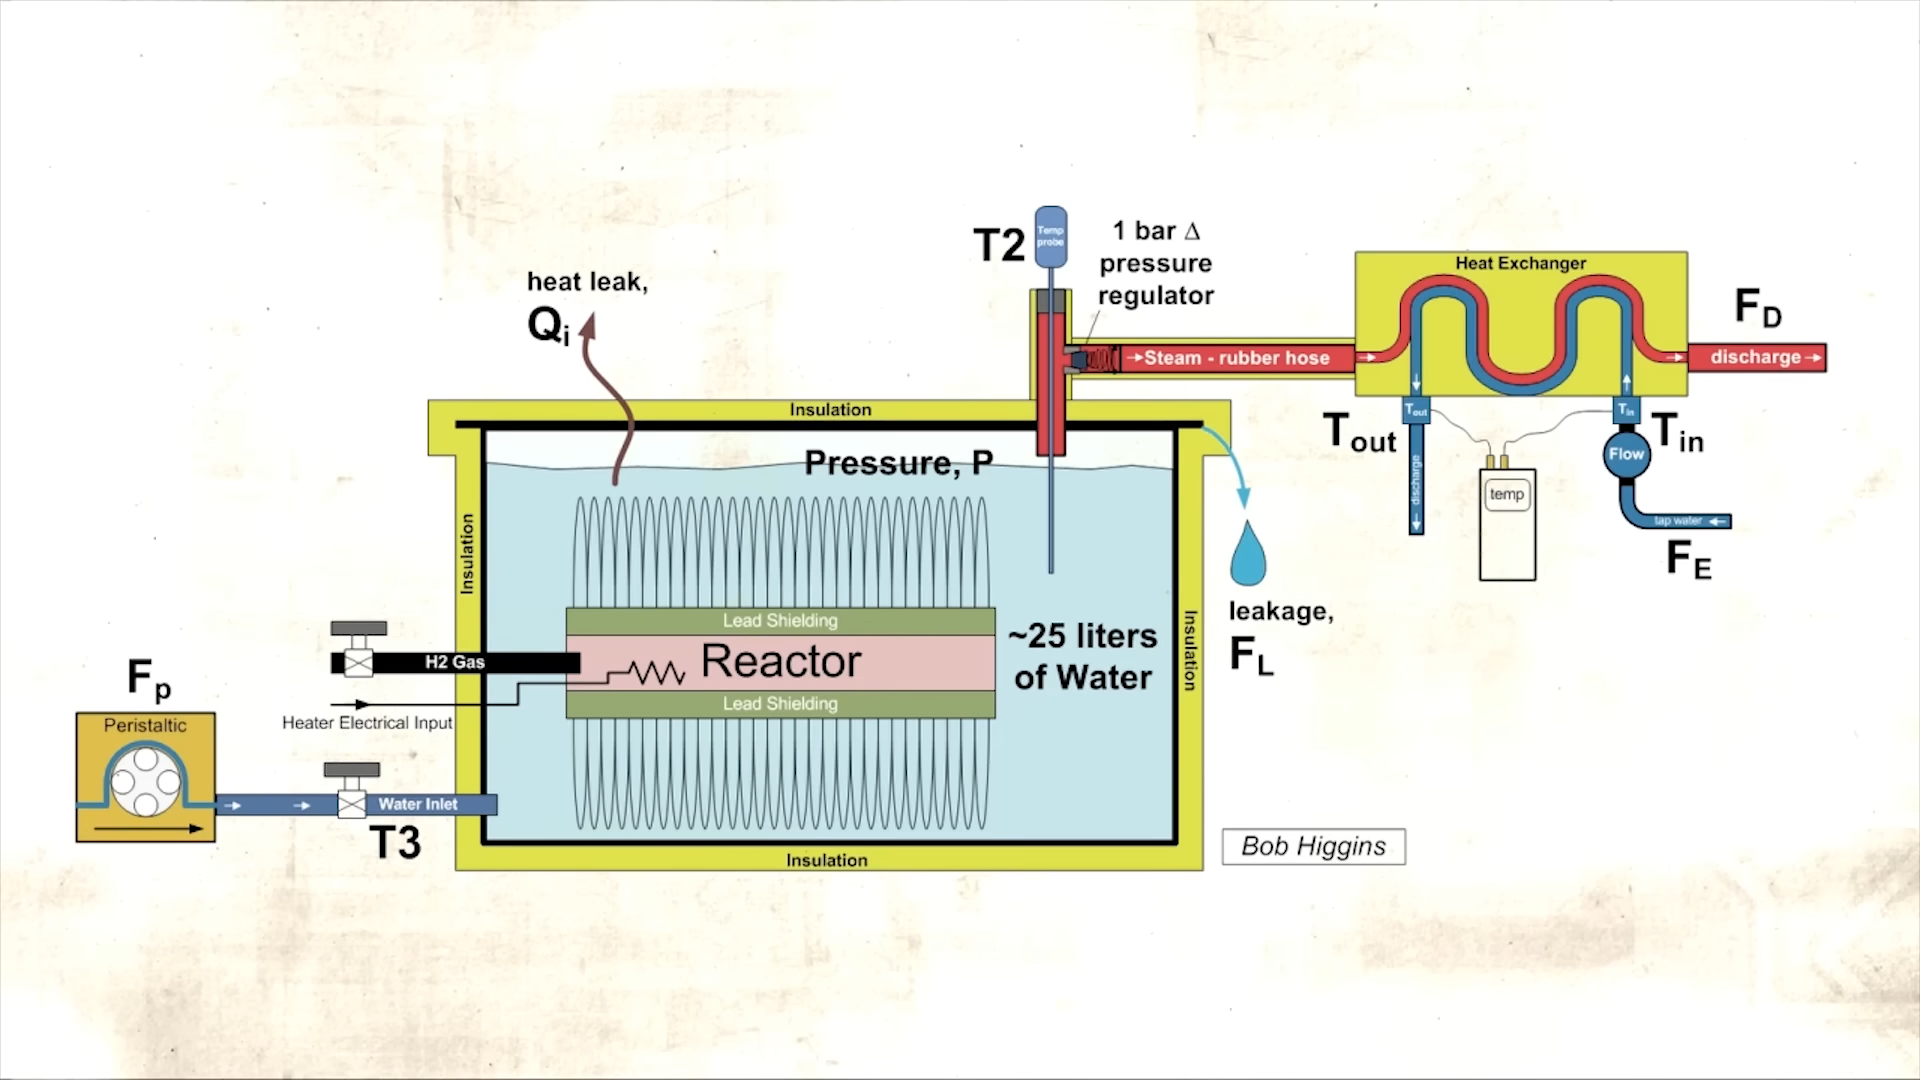 T2
Temp
probe
1 bar Δ
pressure
regulator
heat leak,
Qi
Heat Exchanger
FD
→Steam - rubber hose
discharge
Insulation
Tout
Tin
Tout
Tin
Flow
Pressure, P
discharge
temp
tap water
FE
Insulation
Insulation
leakage,
FL
Lead Shielding
~25 liters
of Water
Reactor
H2 Gas
Lead Shielding
Fp
Heater Electrical Input
Peristaltic
Water Inlet
T3
Insulation
Bob Higgins